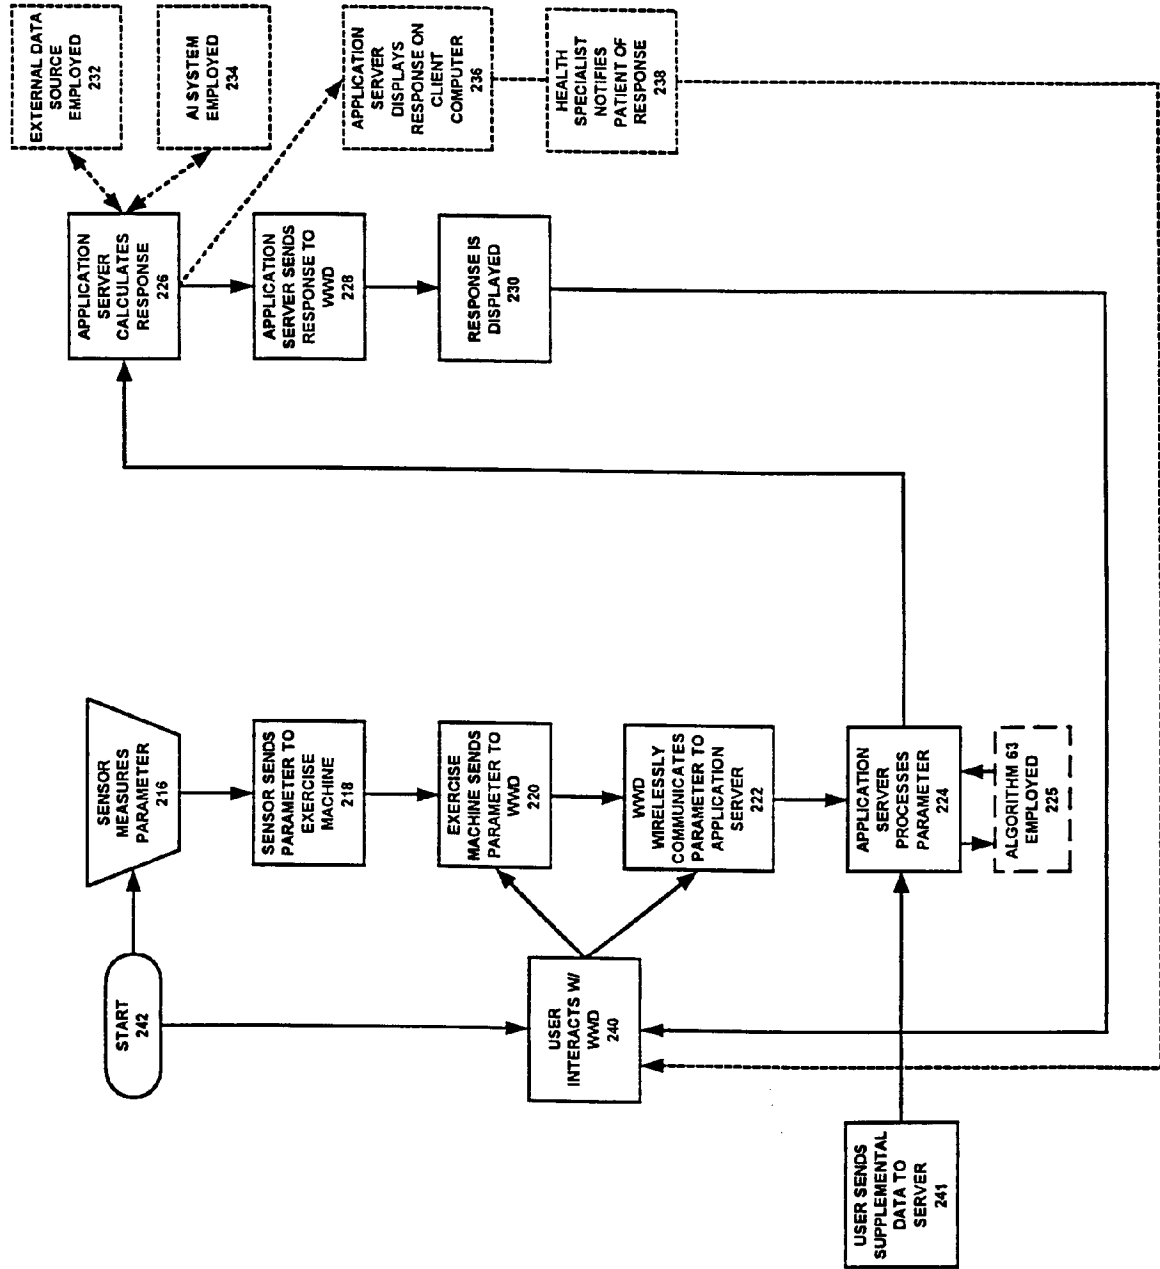 START
242
SENSOR
MEASURES
PARAMETER
216
SENSOR SENDS
PARAMETER TO
EXERCISE
MACHINE
218
EXERCISE
MACHINE SENDS
PARAMETER TO
WWD
220
WWD
WIRELESSLY
COMMUNICATES
PARAMETER TO
APPLICATION
SERVER
222
APPLICATION
SERVER
PROCESSES
PARAMETER
224
ALGORITHM 63
EMPLOYED
225
USER
INTERACTS W/
WWD
240
USER SENDS
SUPPLEMENTAL
DATA TO
SERVER
241
APPLICATION
SERVER
CALCULATES
RESPONSE
226
APPLICATION
SERVER SENDS
RESPONSE TO
WWD
228
RESPONSE IS
DISPLAYED
230
EXTERNAL DATA
SOURCE
EMPLOYED
232
AI SYSTEM
EMPLOYED
234
APPLICATION
SERVER
DISPLAYS
RESPONSE ON
CLIENT
COMPUTER
236
HEALTH
SPECIALIST
NOTIFIES
PATIENT OF
RESPONSE
238